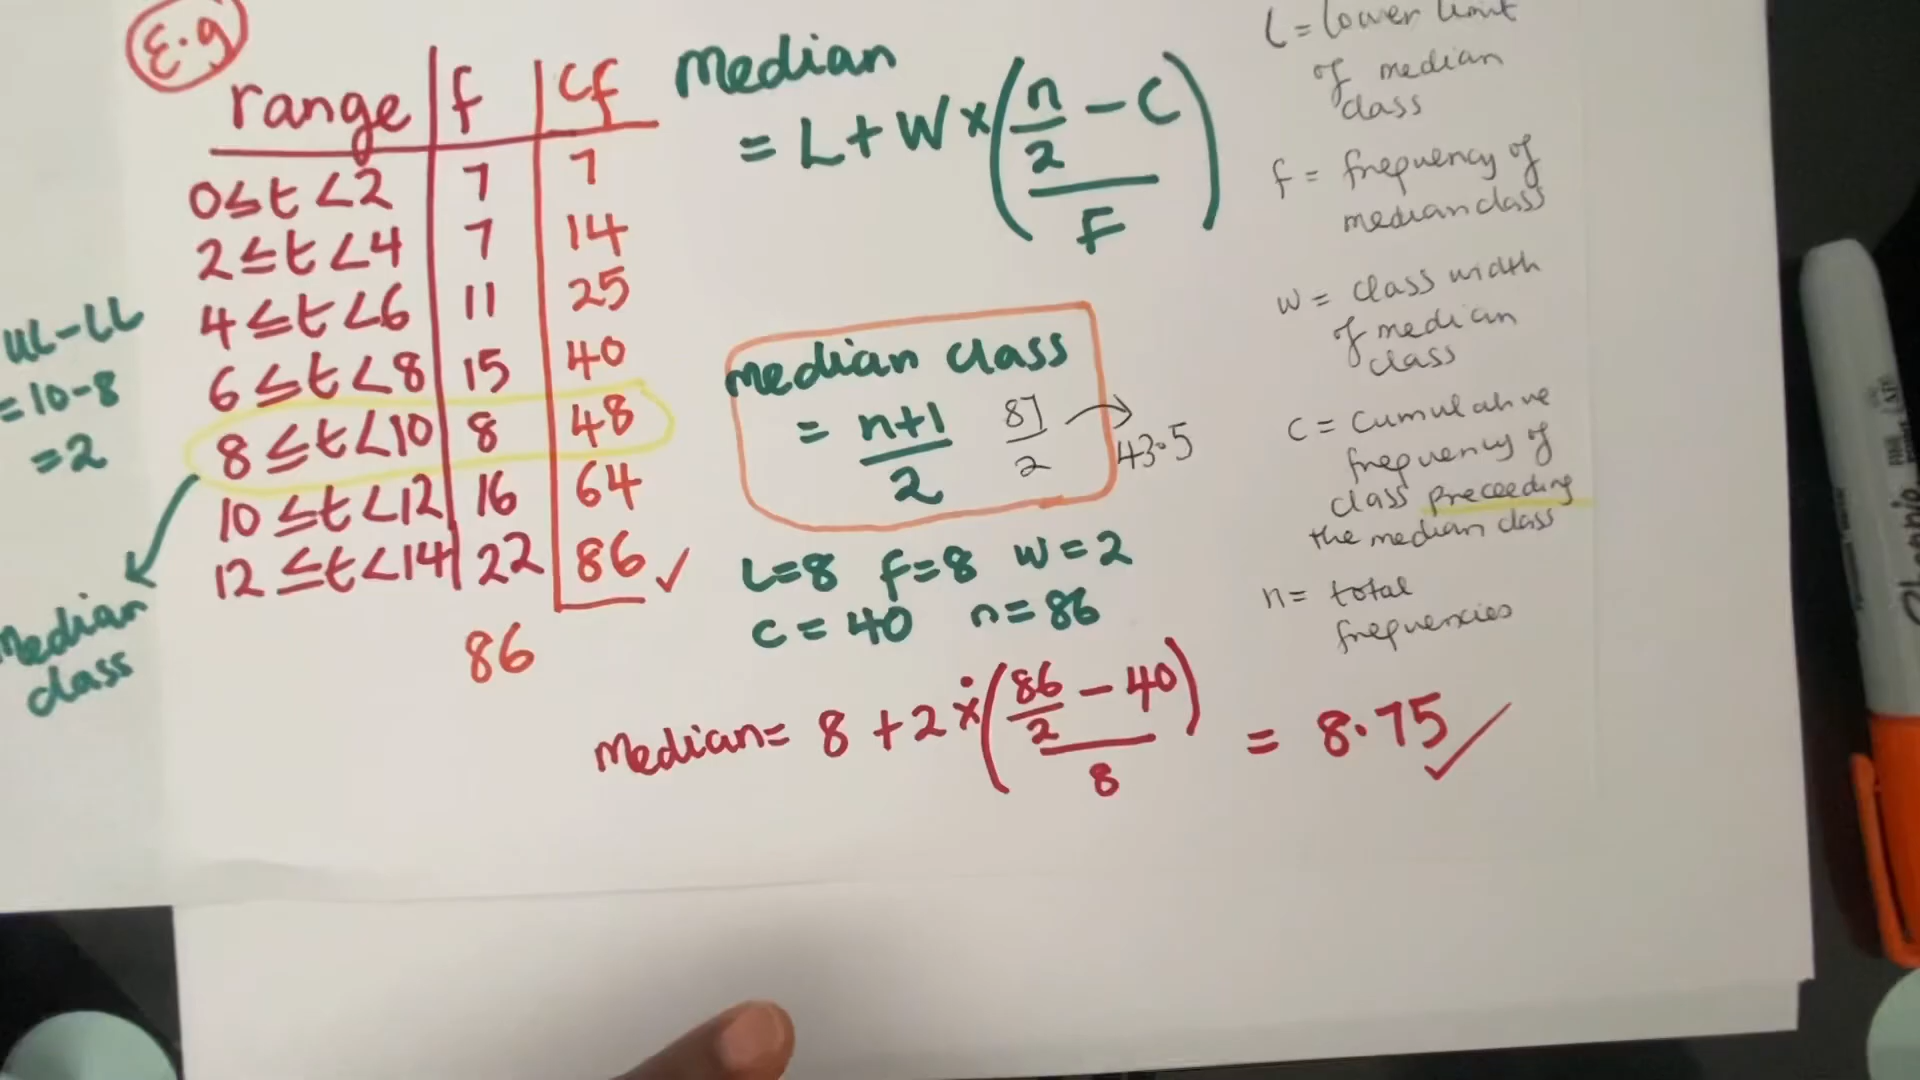 E.g
range f cf
0≤t<2 7 7
2≤t<4 7 14
4≤t<6 11 25
6≤t<8 15 40
8≤t<10 8 48
10≤t<12 16 64
12≤t<14 22 86 ✓
86
UL-LL
=10-8
=2
Median
class
Median
= L+W×((n/2 - C)/F)
median class
= (n+1)/2 87/2 → 43.5
L=8 f=8 w=2
c=40 n=86
Median= 8+2×((86/2 - 40)/8) = 8.75 ✓
L = lower limit
of median
class
f = frequency of
median class
w = class width
of median
class
c = cumulative
frequency of
class preceeding
the median class
n = total
frequencies